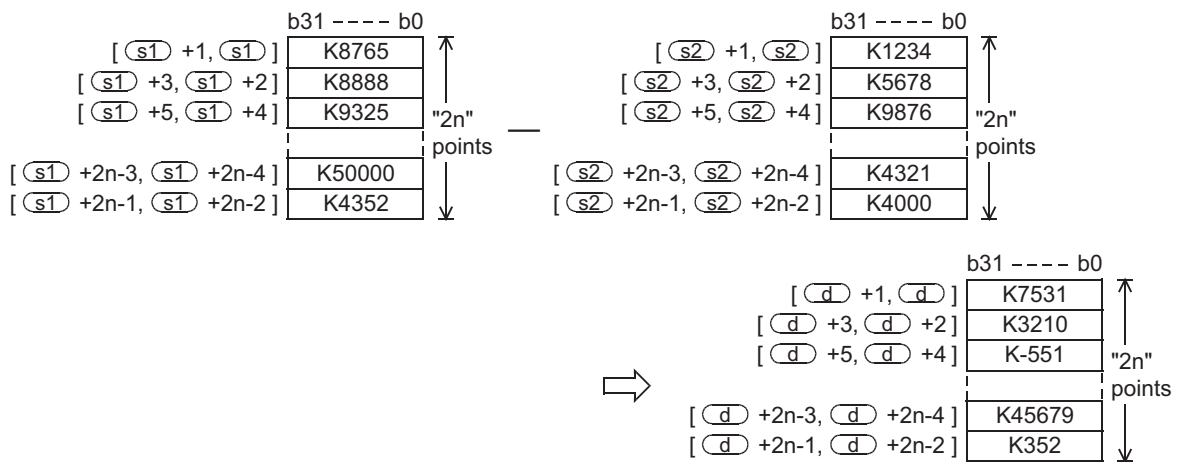 b31 ---- b0
[ s1 +1, s1 ] K8765
[ s1 +3, s1 +2 ] K8888
[ s1 +5, s1 +4 ] K9325
"2n" points
[ s1 +2n-3, s1 +2n-4 ] K50000
[ s1 +2n-1, s1 +2n-2 ] K4352
—
b31 ---- b0
[ s2 +1, s2 ] K1234
[ s2 +3, s2 +2 ] K5678
[ s2 +5, s2 +4 ] K9876
"2n" points
[ s2 +2n-3, s2 +2n-4 ] K4321
[ s2 +2n-1, s2 +2n-2 ] K4000
b31 ---- b0
[ d +1, d ] K7531
[ d +3, d +2 ] K3210
[ d +5, d +4 ] K-551
"2n" points
[ d +2n-3, d +2n-4 ] K45679
[ d +2n-1, d +2n-2 ] K352